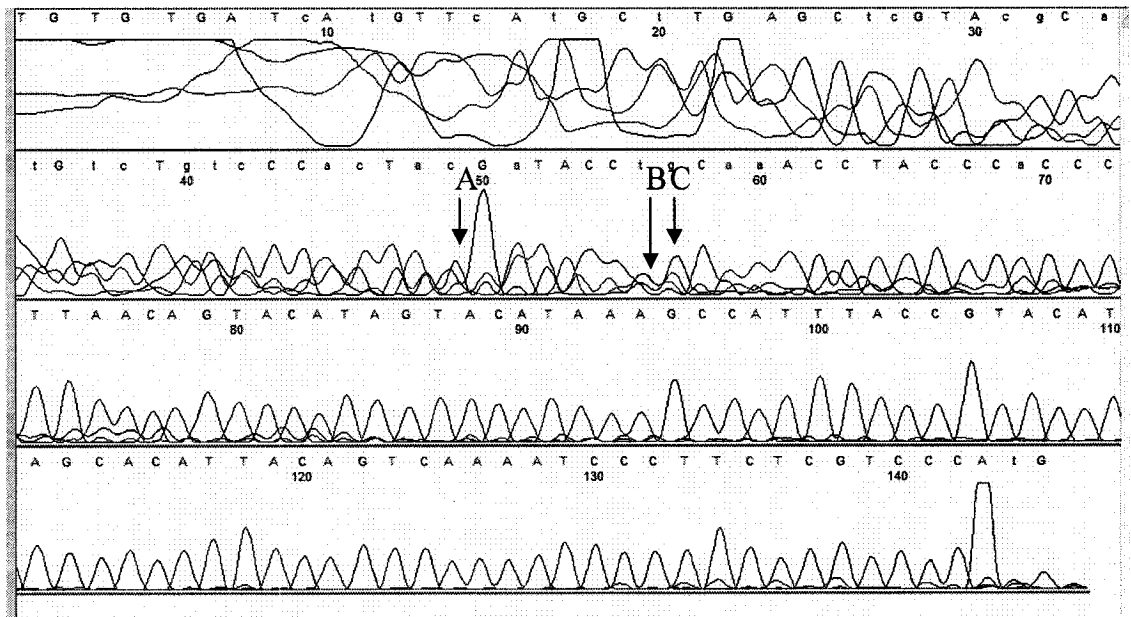 T G T G T G A T c A t G T T c A t G C t T G A G C t c G T A c g C a
10 20 30
t G t c T g t c C C a c T a c G a T A C C t g C a a A C C T A C C C a C C C
40 50 60 70
A B C
T T A A C A G T A C A T A G T A C A T A A A G C C A T T T A C C G T A C A T
80 90 100 110
A G C A C A T T A C A G T C A A A A T C C C T T C T C G T C C C A t G
120 130 140